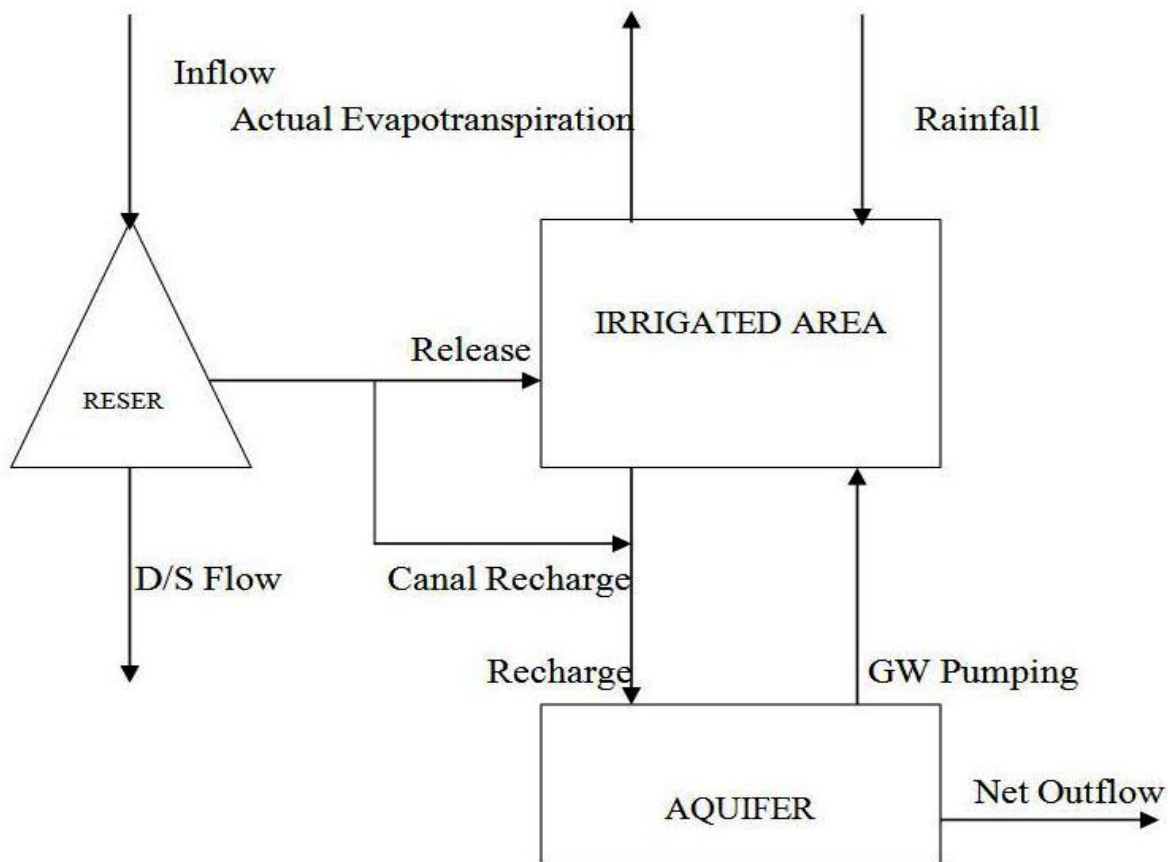 Inflow
Actual Evapotranspiration
Rainfall
IRRIGATED AREA
Release
RESER
D/S Flow
Canal Recharge
Recharge
GW Pumping
Net Outflow
AQUIFER